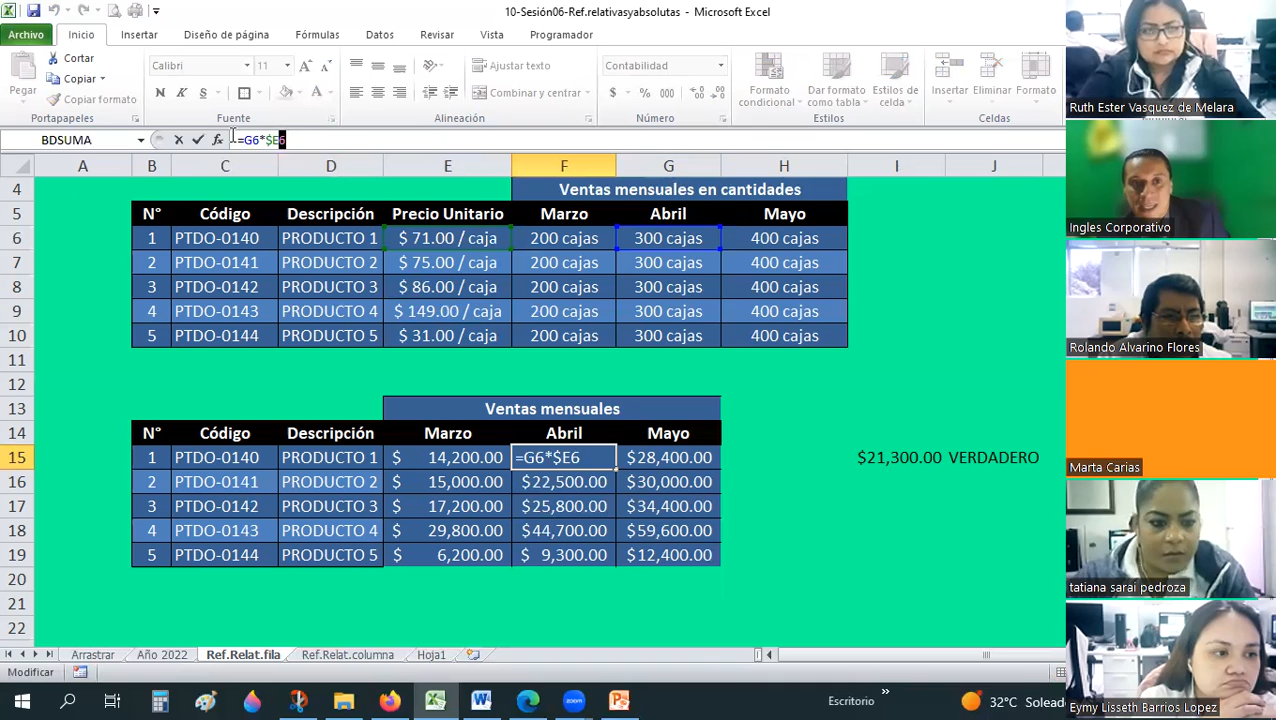 10-Sesión06-Ref.relativasyabsolutas - Microsoft Excel
Archivo Inicio Insertar Diseño de página Fórmulas Datos Revisar Vista Programador
Pegar Cortar Copiar Copiar formato
Calibri 11 N K S
Ajustar texto
Combinar y centrar
Contabilidad
$ % 000
Formato condicional Dar formato como tabla Estilos de celda Insertar Eliminar Formato
Portapapeles Fuente Alineación Número Estilos Celdas
BDSUMA fx =G6*$E6
A B C D E F G H I J
4 Ventas mensuales en cantidades
5 N° Código Descripción Precio Unitario Marzo Abril Mayo
6 1 PTDO-0140 PRODUCTO 1 $ 71.00 / caja 200 cajas 300 cajas 400 cajas
7 2 PTDO-0141 PRODUCTO 2 $ 75.00 / caja 200 cajas 300 cajas 400 cajas
8 3 PTDO-0142 PRODUCTO 3 $ 86.00 / caja 200 cajas 300 cajas 400 cajas
9 4 PTDO-0143 PRODUCTO 4 $ 149.00 / caja 200 cajas 300 cajas 400 cajas
10 5 PTDO-0144 PRODUCTO 5 $ 31.00 / caja 200 cajas 300 cajas 400 cajas
11
12
13 Ventas mensuales
14 N° Código Descripción Marzo Abril Mayo
15 1 PTDO-0140 PRODUCTO 1 $ 14,200.00 =G6*$E6 $28,400.00 $21,300.00 VERDADERO
16 2 PTDO-0141 PRODUCTO 2 $ 15,000.00 $22,500.00 $30,000.00
17 3 PTDO-0142 PRODUCTO 3 $ 17,200.00 $25,800.00 $34,400.00
18 4 PTDO-0143 PRODUCTO 4 $ 29,800.00 $44,700.00 $59,600.00
19 5 PTDO-0144 PRODUCTO 5 $ 6,200.00 $ 9,300.00 $12,400.00
20
21
22
Arrastrar Año 2022 Ref.Relat.fila Ref.Relat.columna Hoja1
Modificar
Escritorio 32°C Solead
Ruth Ester Vasquez de Melara
Ingles Corporativo
Rolando Alvarino Flores
Marta Carias
tatiana sarai pedroza
Eymy Lisseth Barrios Lopez